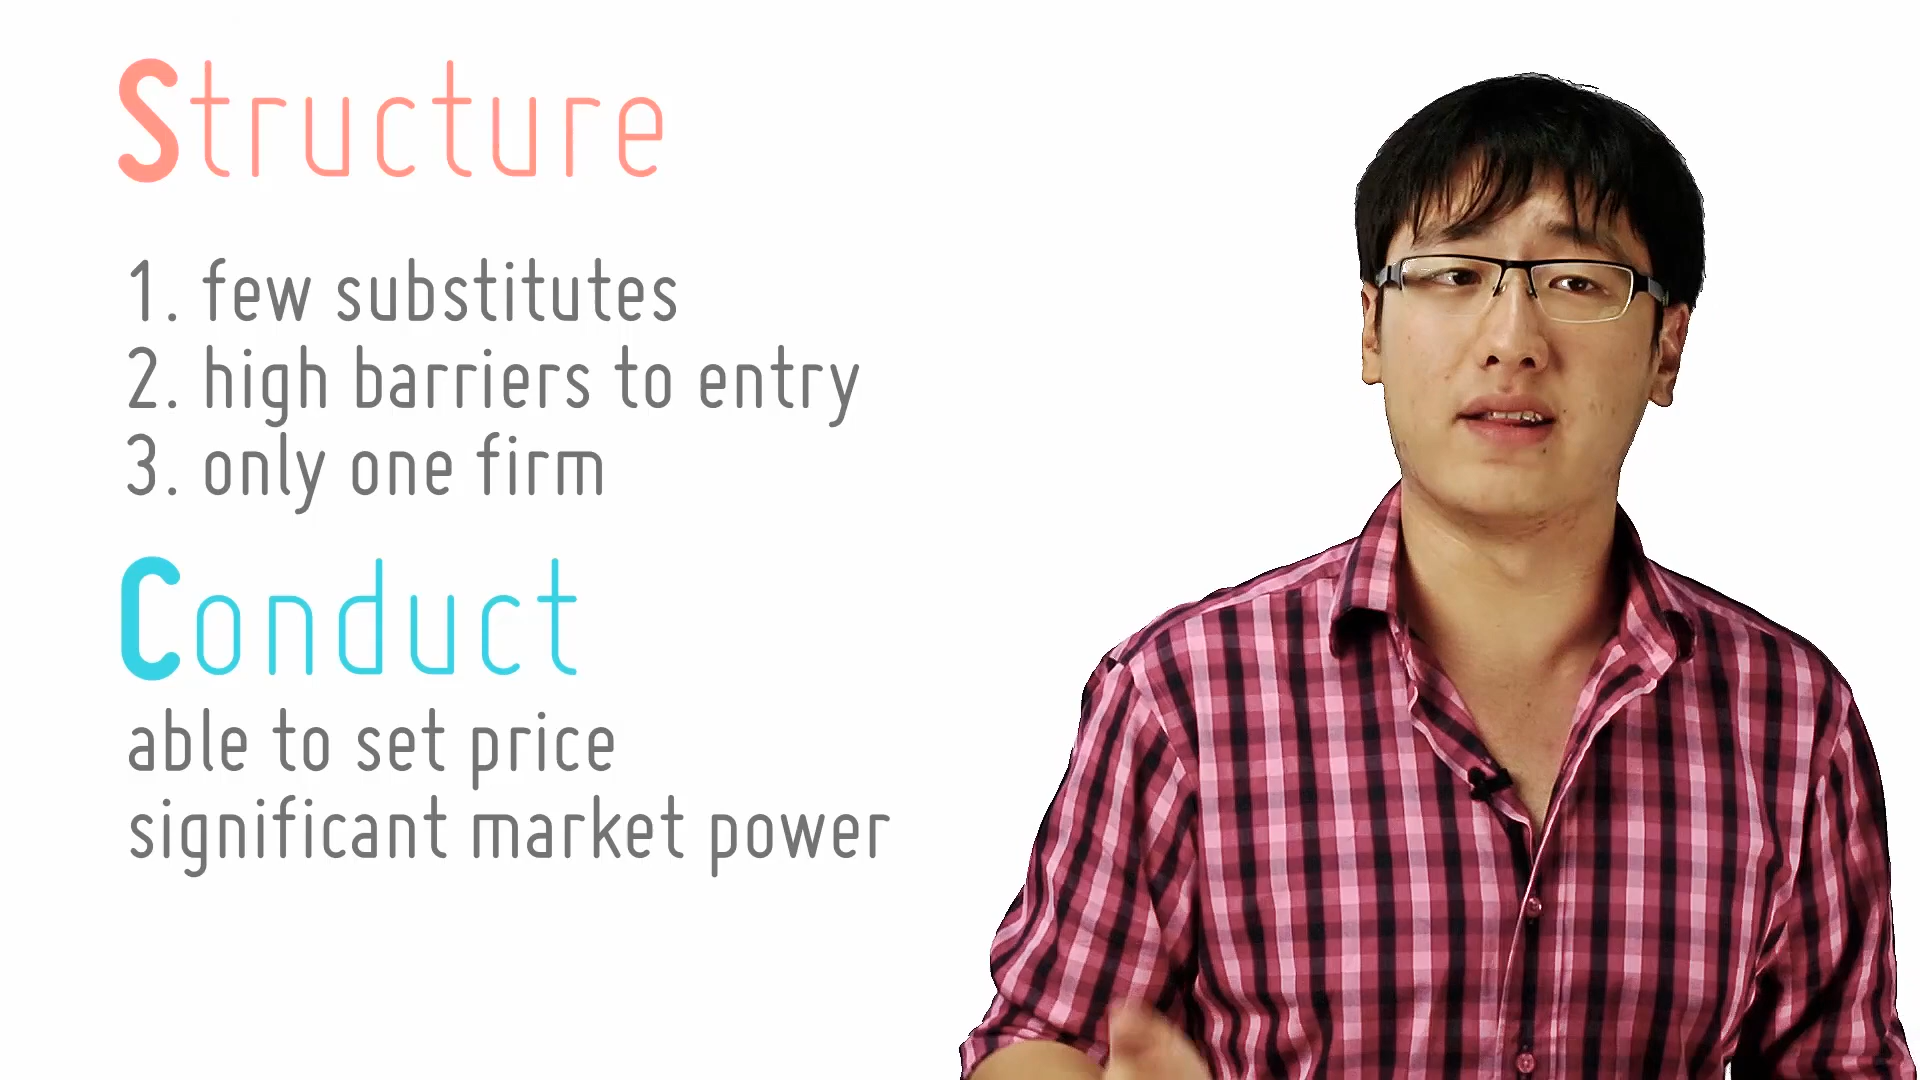 Structure
1. few substitutes
2. high barriers to entry
3. only one firm
Conduct
able to set price
significant market power